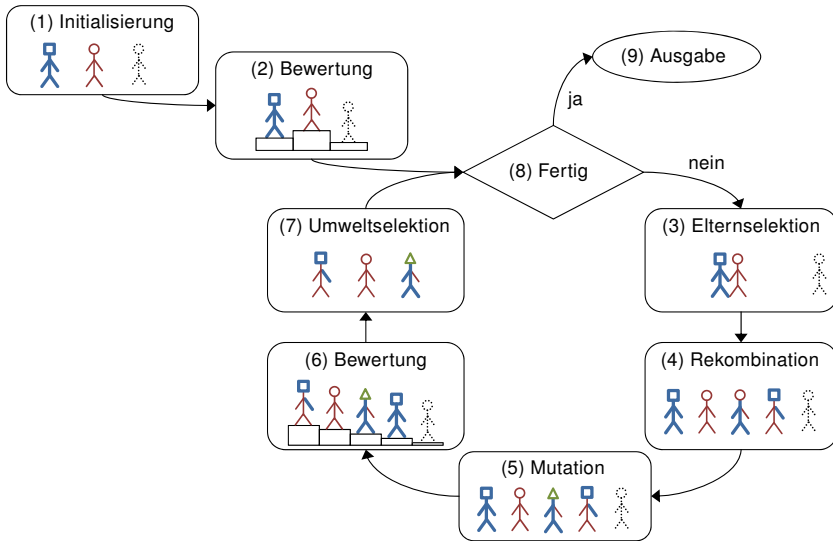 (1) Initialisierung
(2) Bewertung
(9) Ausgabe
ja
(8) Fertig
nein
(7) Umweltselektion
(3) Elternselektion
(6) Bewertung
(4) Rekombination
(5) Mutation